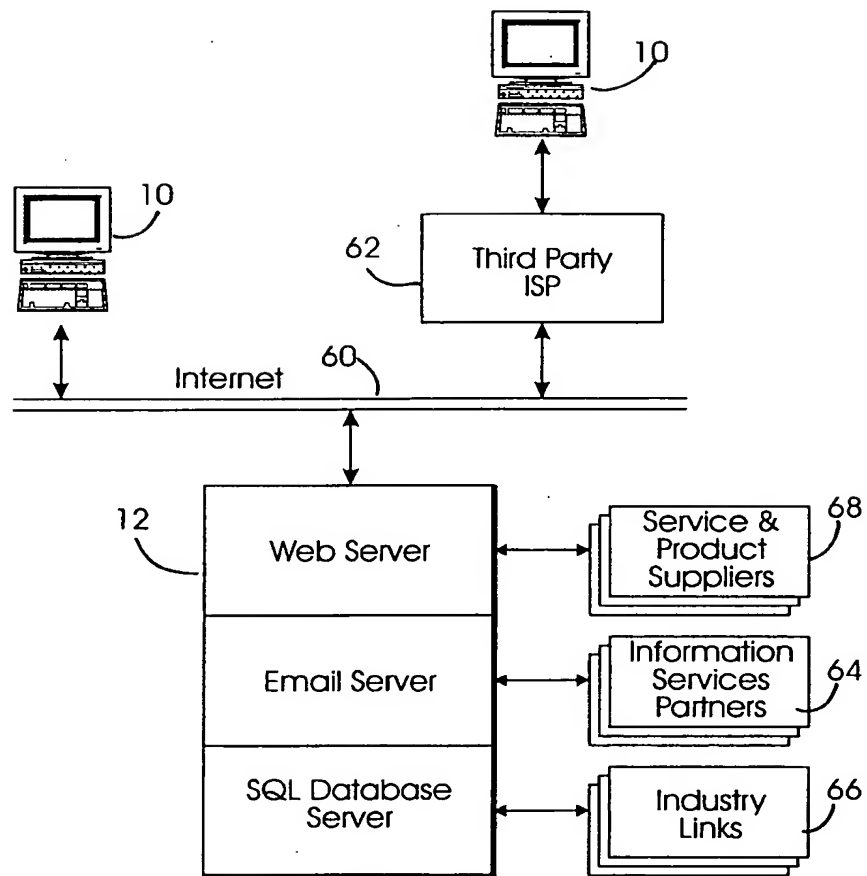 10
10
62
Third Party
ISP
Internet
60
12
Web Server
Service &
Product
Suppliers
68
Email Server
Information
Services
Partners
64
SQL Database
Server
Industry
Links
66